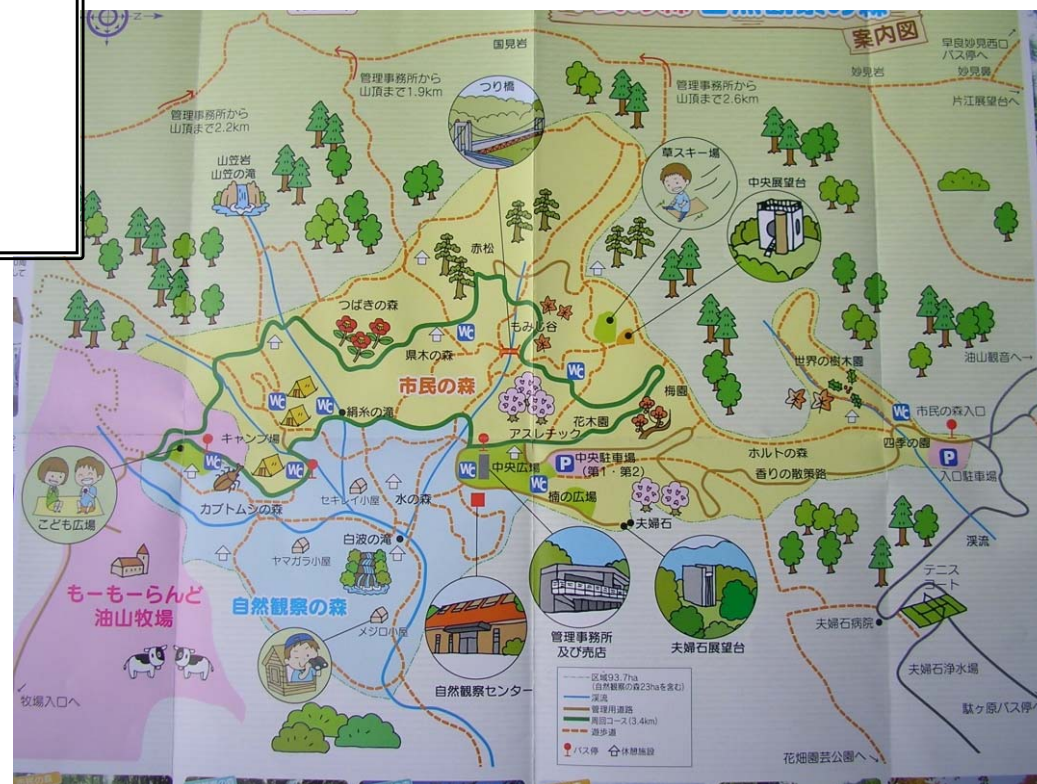 案内図
Z
国見岩
早良妙見西口
バス停へ
妙見岩
妙見鼻
片江展望台へ
管理事務所から
山頂まで1.9km
つり橋
管理事務所から
山頂まで2.6km
管理事務所から
山頂まで2.2km
草スキー場
中央展望台
山笠岩
山笠の滝
赤松
つばきの森
もみじ谷
県木の森
WC
市民の森
WC
世界の樹木園
油山観音へ→
梅園
WC
WC
絹糸の滝
花木園
アスレチック
WC
市民の森入口
キャンプ場
四季の園
WC
中央広場
P
中央駐車場
(第1・第2)
ホルトの森
香りの散策路
P
入口駐車場
WC
WC
楠の広場
こども広場
カブトムシの森
セキレイ小屋
水の森
夫婦石
渓流
ヤマガラ小屋
白波の滝
テニス
コート
もーもーらんど
油山牧場
自然観察の森
メジロ小屋
管理事務所
及び売店
夫婦石展望台
夫婦石病院
夫婦石浄水場
自然観察センター
牧場入口へ
駄ヶ原バス停へ
区域93.7ha
(自然観察の森23haを含む)
渓流
管理用道路
周回コース(3.4km)
遊歩道
バス停
休憩施設
花畑園芸公園へ